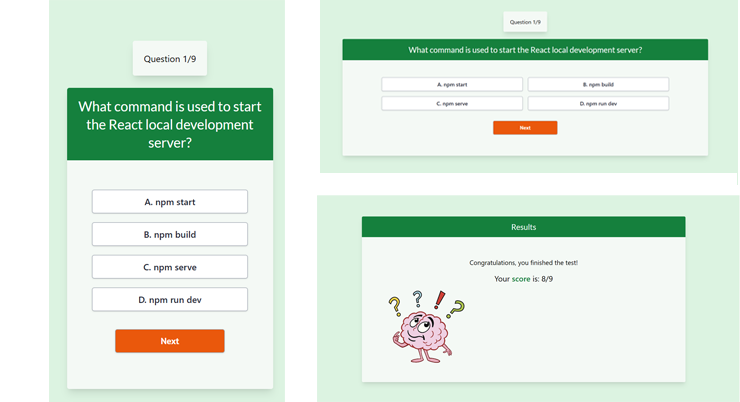 Question 1/9
What command is used to start
the React local development
server?
A. npm start
B. npm build
C. npm serve
D. npm run dev
Next
Question 1/9
What command is used to start the React local development server?
A. npm start
B. npm build
C. npm serve
D. npm run dev
Next
Results
Congratulations, you finished the test!
Your score is: 8/9